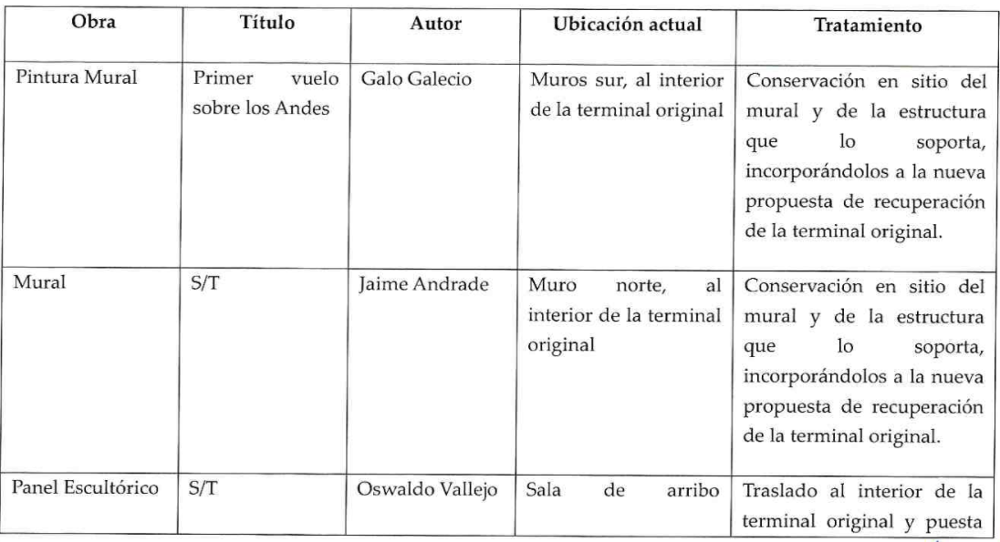 Obra Título Autor Ubicación actual Tratamiento
Pintura Mural Primer vuelo Galo Galecio Muros sur, al interior Conservación en sitio del
sobre los Andes de la terminal original mural y de la estructura
que lo soporta,
incorporándolos a la nueva
propuesta de recuperación
de la terminal original.
Mural S/T Jaime Andrade Muro norte, al Conservación en sitio del
interior de la terminal mural y de la estructura
original que lo soporta,
incorporándolos a la nueva
propuesta de recuperación
de la terminal original.
Panel Escultórico S/T Oswaldo Vallejo Sala de arribo Traslado al interior de la
terminal original y puesta